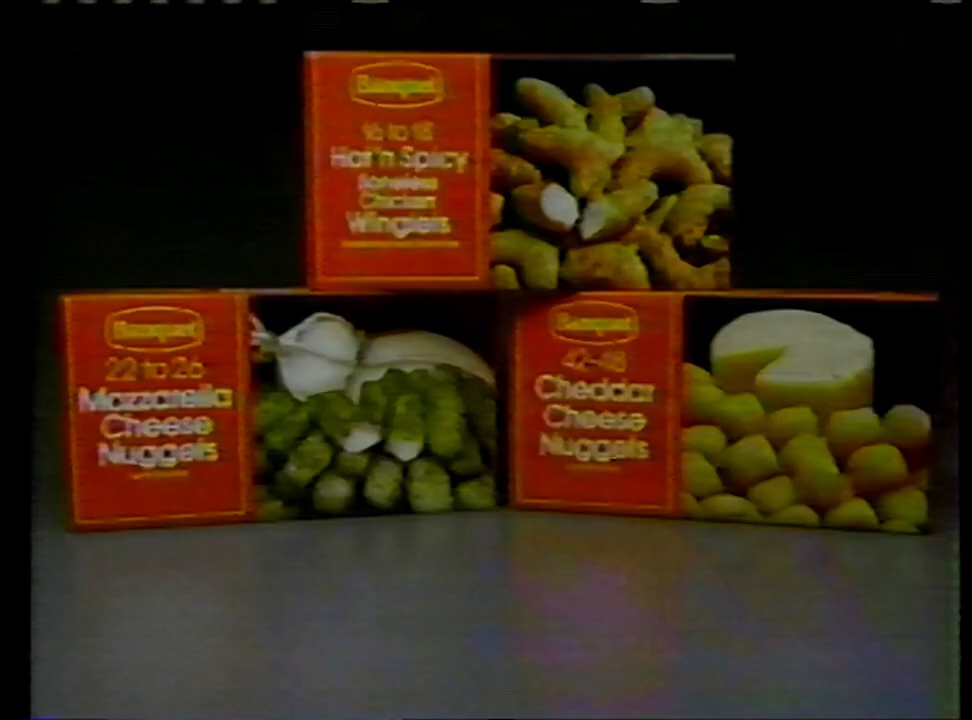 Banquet
16 to 18
Hot 'n Spicy
Boneless
Chicken
Winglets
Banquet
22 to 26
Mozzarella
Cheese
Nuggets
Banquet
42-48
Cheddar
Cheese
Nuggets